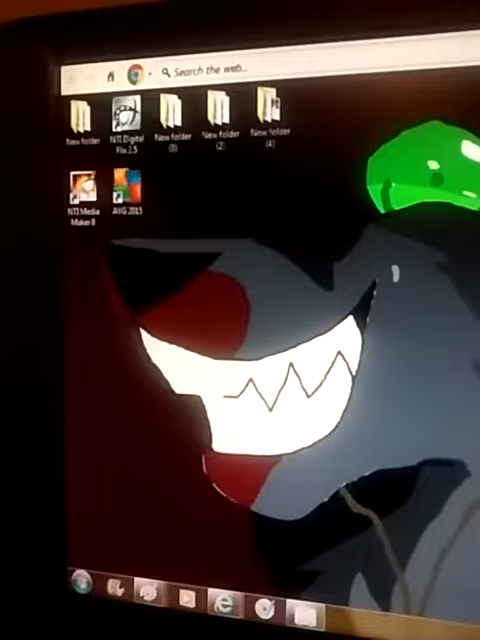 Search the web...
New folder
NTI Digital
Flix 2.5
New folder
(3)
New folder
(2)
New folder
(4)
NTI Media
Maker 8
AVG 2015